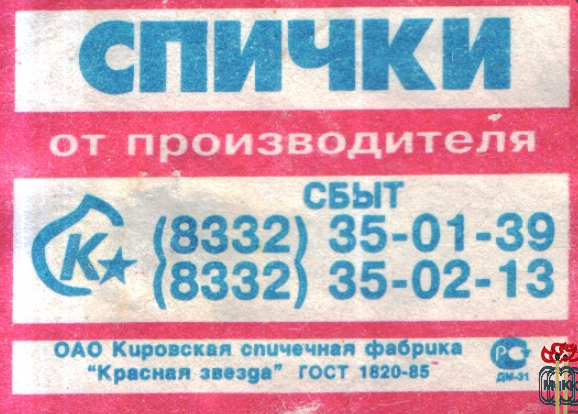 СПИЧКИ
от производителя
СБЫТ
К (8332) 35-01-39
(8332) 35-02-13
ОАО Кировская спичечная фабрика
"Красная звезда" ГОСТ 1820-85
РС
ДМ-31